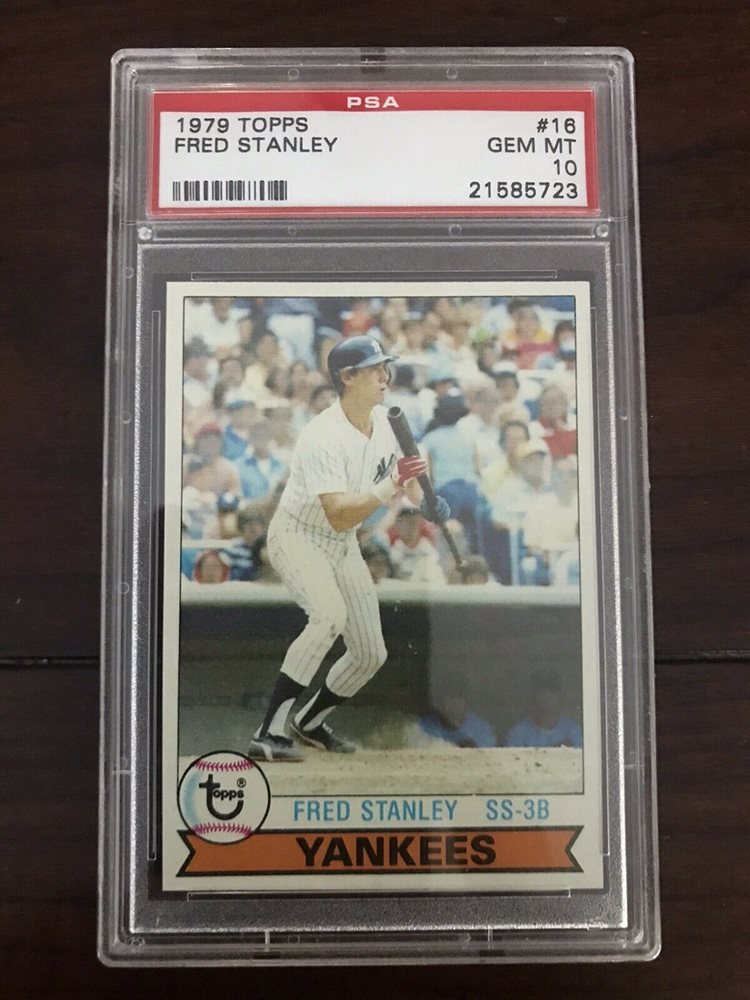 PSA
1979 TOPPS #16
FRED STANLEY GEM MT
10
21585723
topps®
FRED STANLEY SS-3B
YANKEES